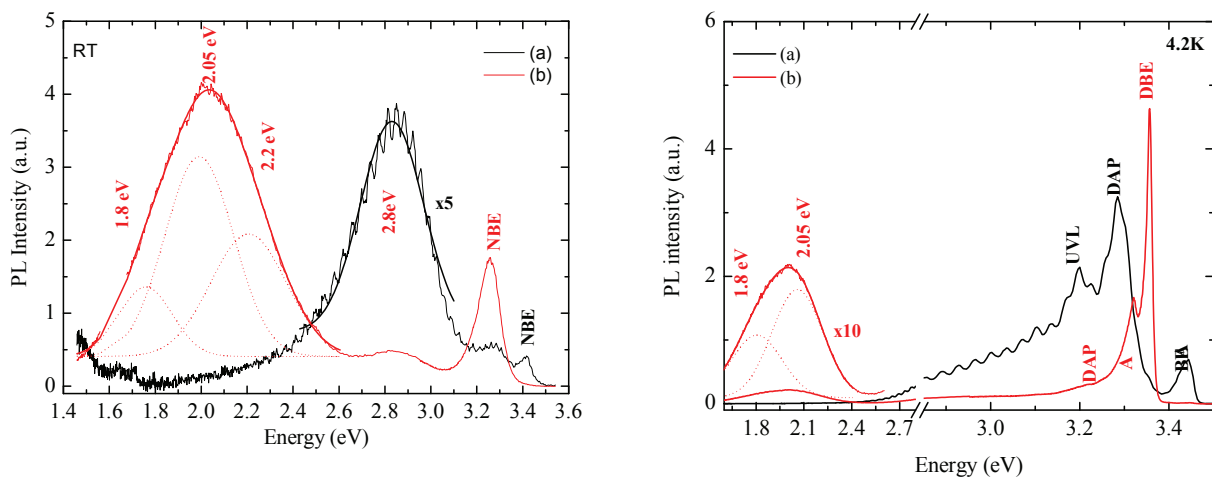 RT
(a)
(b)
2.05 eV
2.2 eV
1.8 eV
2.8eV
x5
NBE
NBE
5
4
3
2
1
0
PL Intensity (a.u.)
1.4 1.6 1.8 2.0 2.2 2.4 2.6 2.8 3.0 3.2 3.4 3.6
Energy (eV)
4.2K
(a)
(b)
DBE
DAP
UVL
2.05 eV
1.8 eV
x10
DAP
A
6
4
2
0
PL intensity (a.u.)
1.8 2.1 2.4 2.7 3.0 3.2 3.4
Energy (eV)